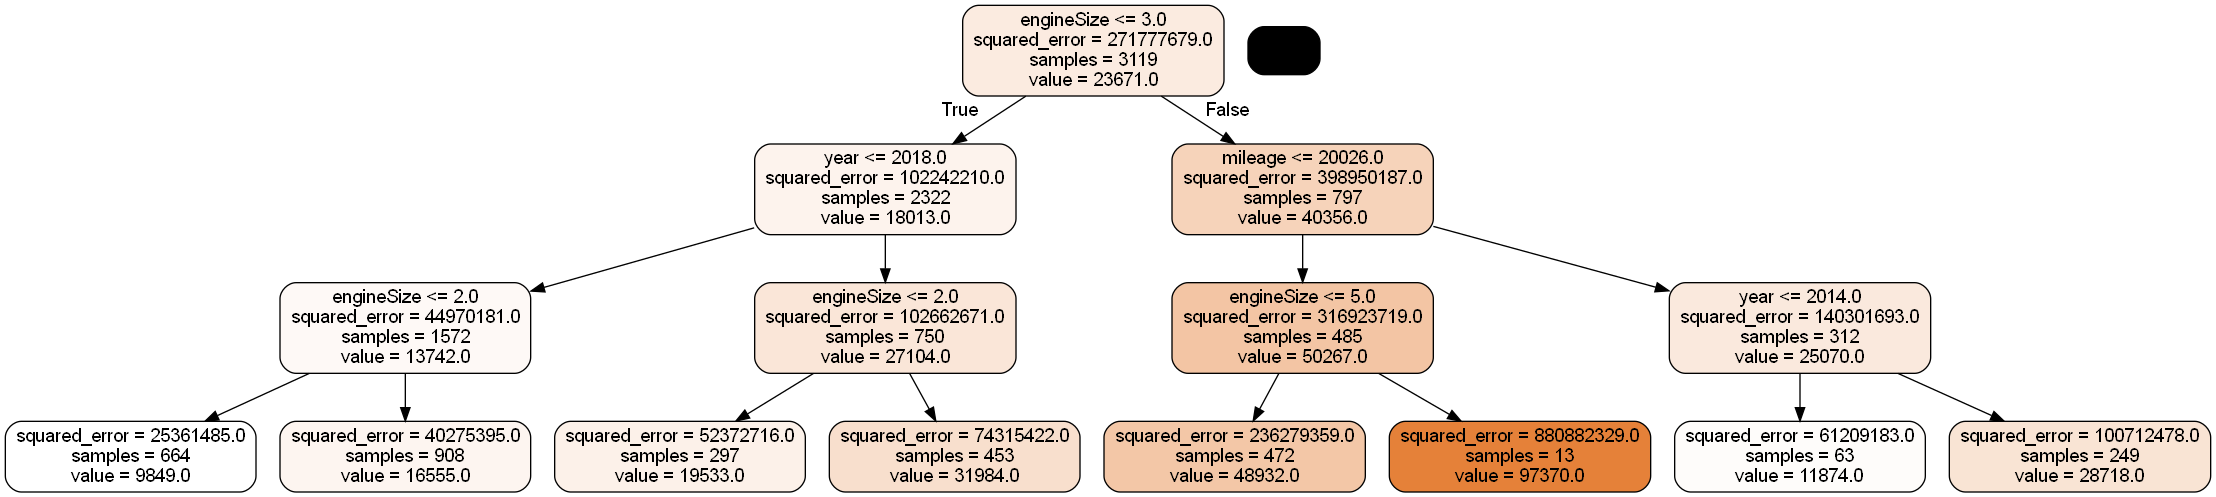 engineSize <= 3.0
squared_error = 271777679.0
samples = 3119
value = 23671.0
True
False
year <= 2018.0
squared_error = 102242210.0
samples = 2322
value = 18013.0
mileage <= 20026.0
squared_error = 398950187.0
samples = 797
value = 40356.0
engineSize <= 2.0
squared_error = 44970181.0
samples = 1572
value = 13742.0
engineSize <= 2.0
squared_error = 102662671.0
samples = 750
value = 27104.0
engineSize <= 5.0
squared_error = 316923719.0
samples = 485
value = 50267.0
year <= 2014.0
squared_error = 140301693.0
samples = 312
value = 25070.0
squared_error = 25361485.0
samples = 664
value = 9849.0
squared_error = 40275395.0
samples = 908
value = 16555.0
squared_error = 52372716.0
samples = 297
value = 19533.0
squared_error = 74315422.0
samples = 453
value = 31984.0
squared_error = 236279359.0
samples = 472
value = 48932.0
squared_error = 880882329.0
samples = 13
value = 97370.0
squared_error = 61209183.0
samples = 63
value = 11874.0
squared_error = 100712478.0
samples = 249
value = 28718.0